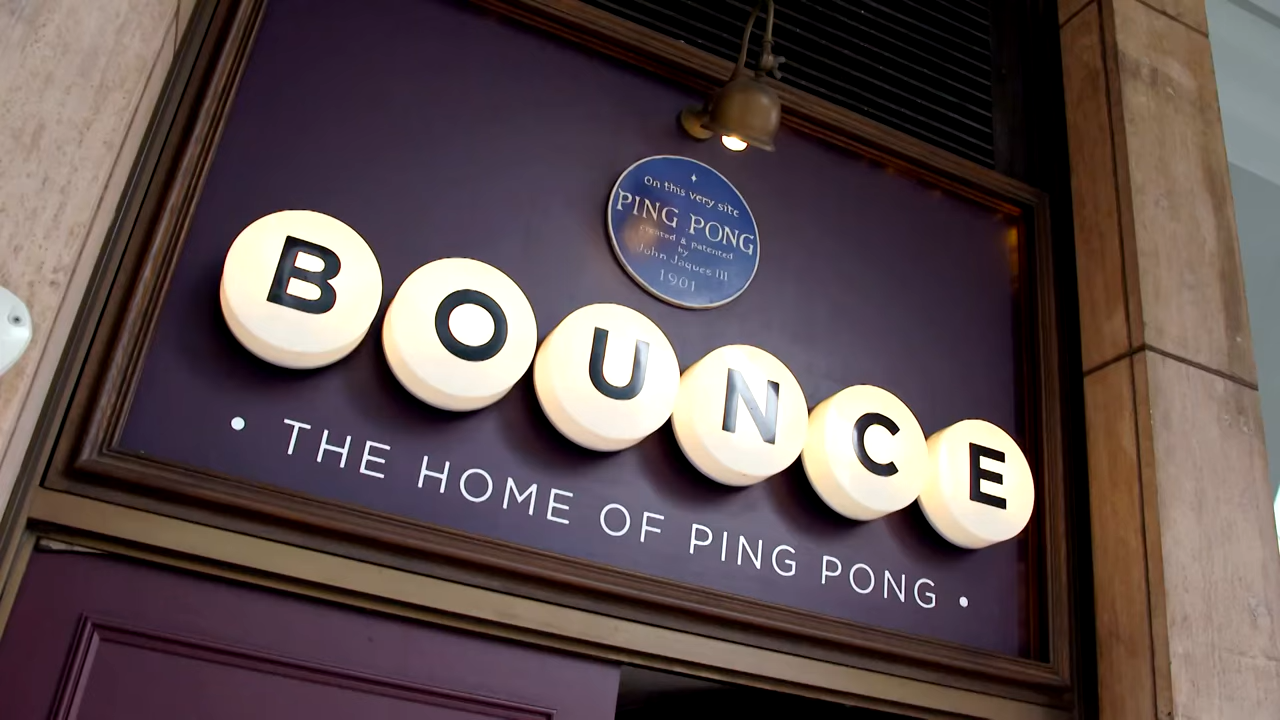 On this very site
PING PONG
created & patented
by
John Jaques III
1901
BOUNCE
• THE HOME OF PING PONG •